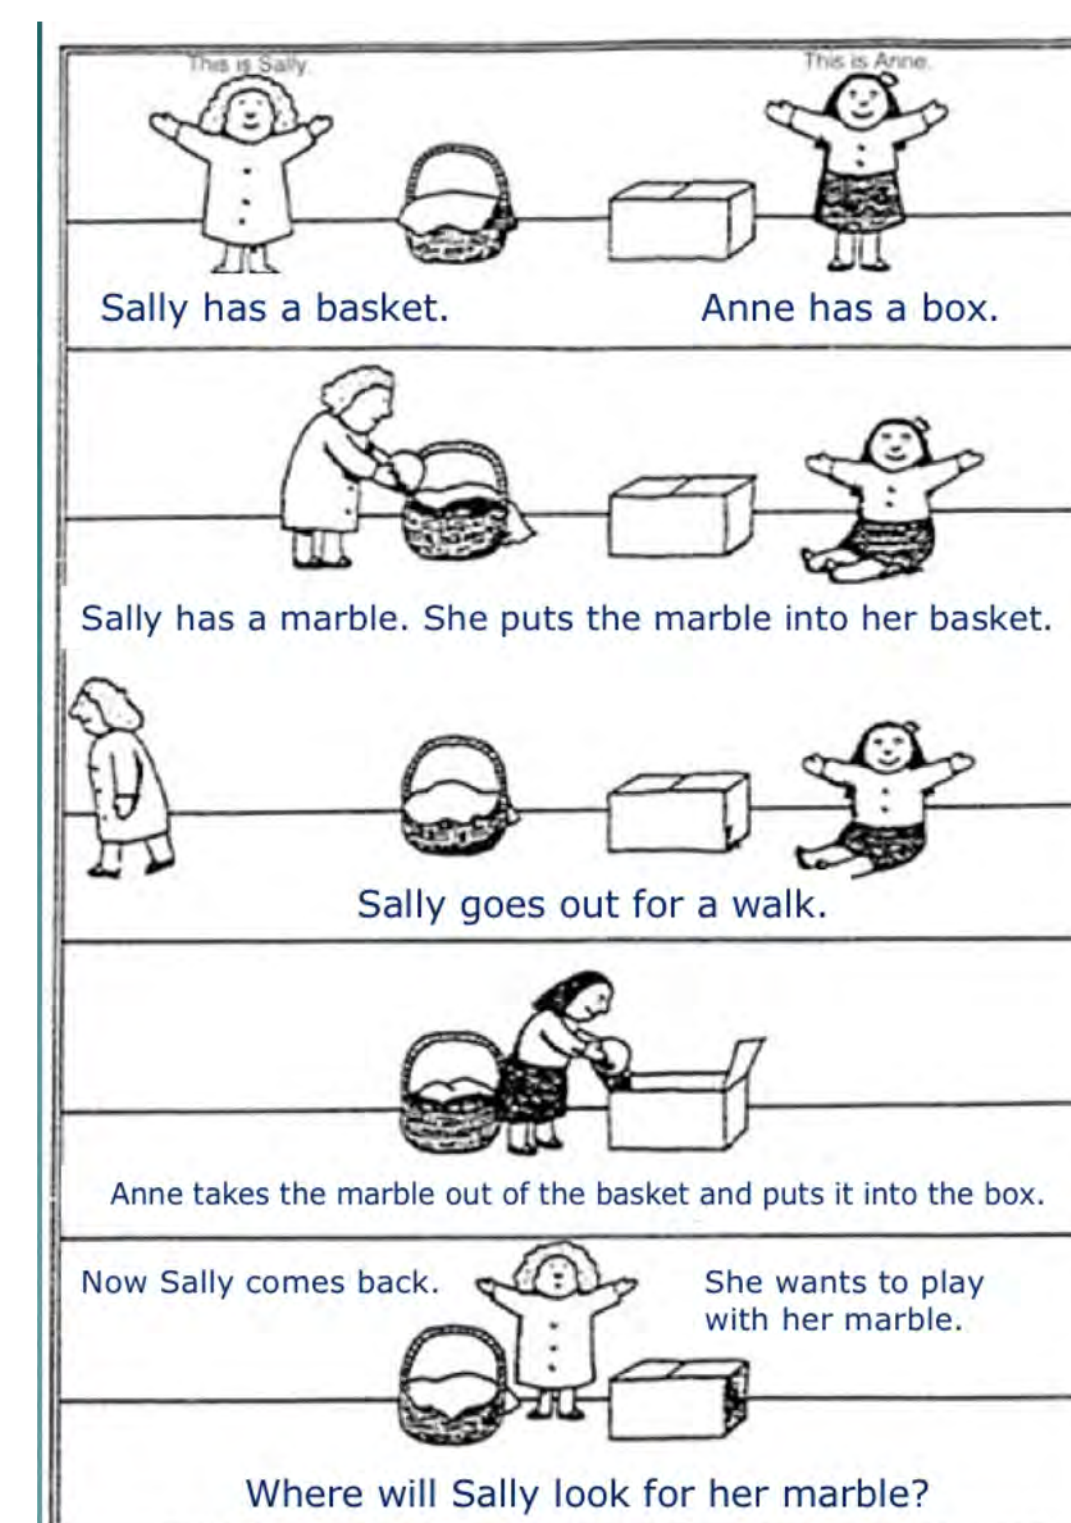 This is Sally.
This is Anne.
Sally has a basket.
Anne has a box.
Sally has a marble. She puts the marble into her basket.
Sally goes out for a walk.
Anne takes the marble out of the basket and puts it into the box.
Now Sally comes back.
She wants to play
with her marble.
Where will Sally look for her marble?